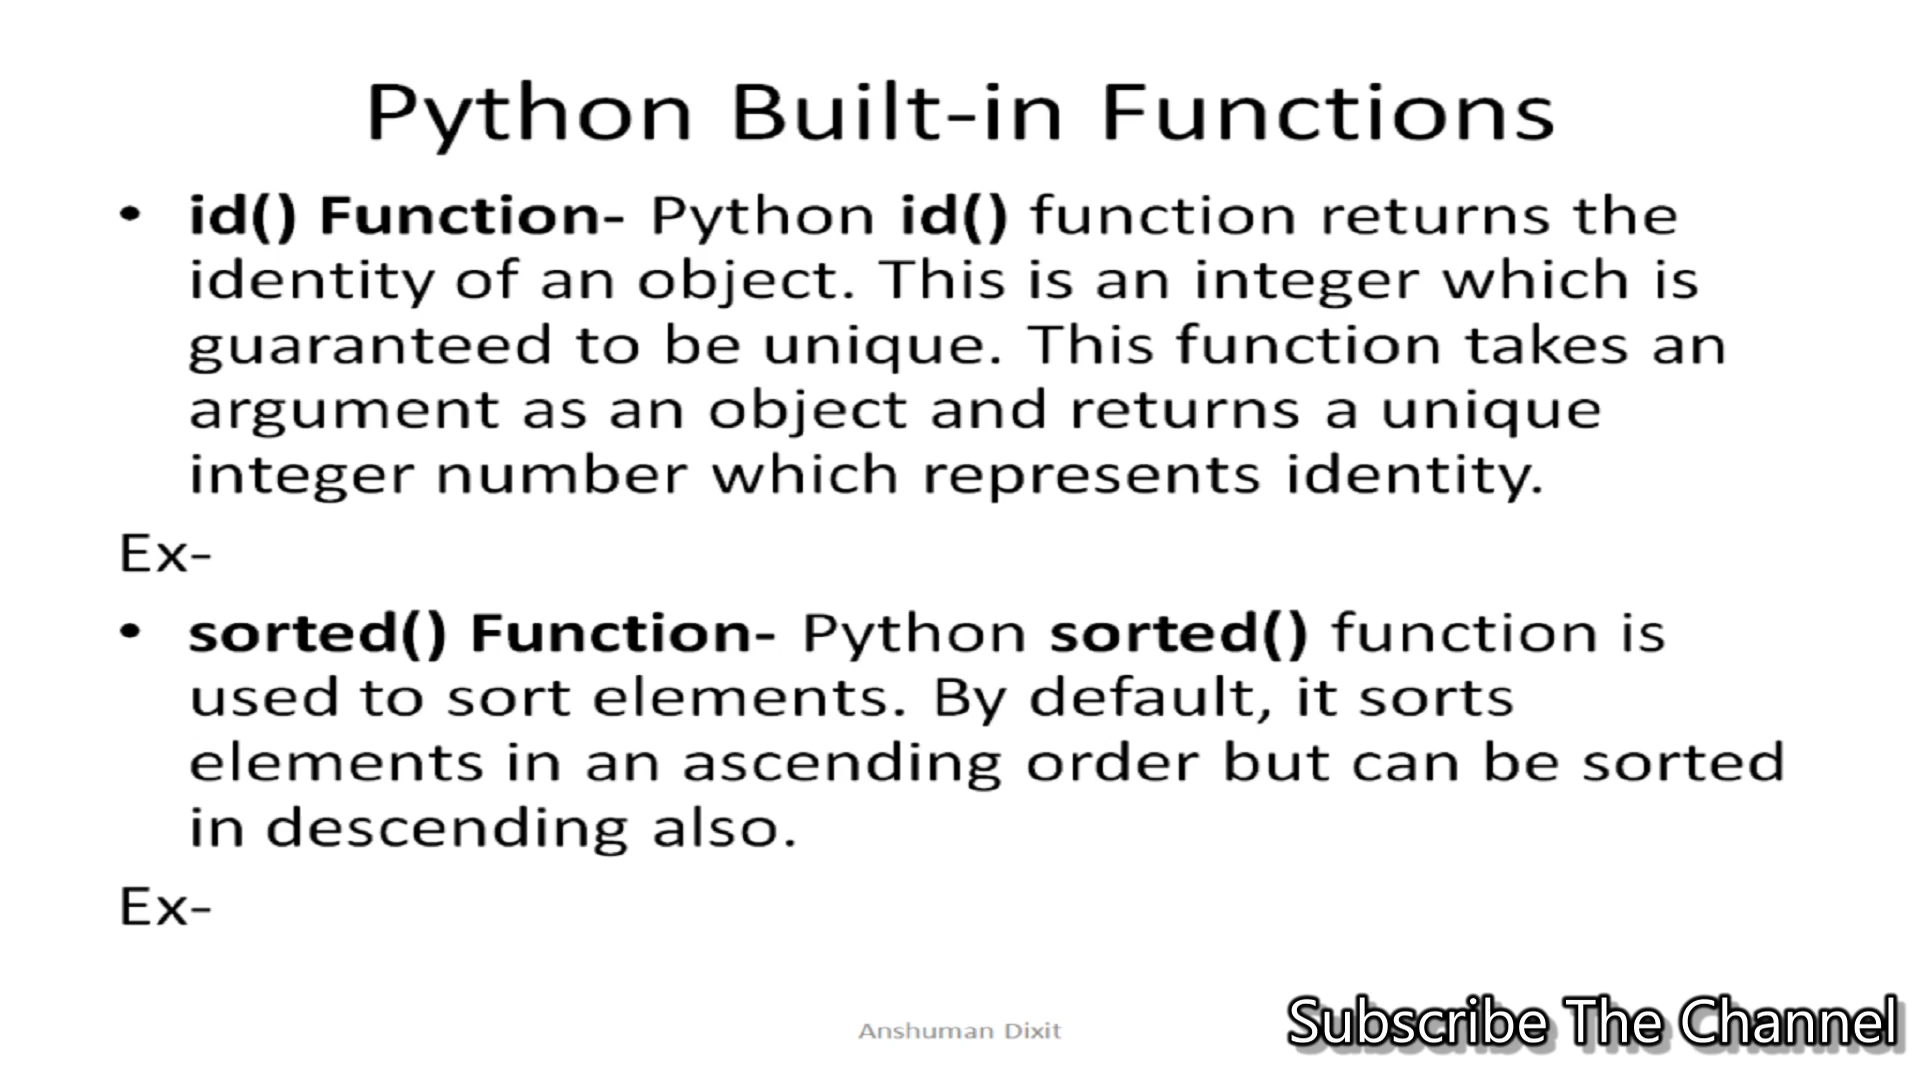 Python Built-in Functions
• id() Function- Python id() function returns the
identity of an object. This is an integer which is
guaranteed to be unique. This function takes an
argument as an object and returns a unique
integer number which represents identity.
Ex-
• sorted() Function- Python sorted() function is
used to sort elements. By default, it sorts
elements in an ascending order but can be sorted
in descending also.
Ex-
Anshuman Dixit
Subscribe The Channel